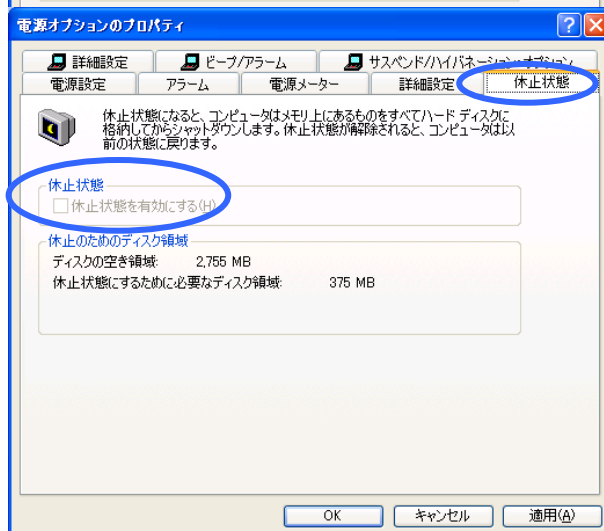 電源オプションのプロパティ
詳細設定 ビープ/アラーム サスペンド/ハイバネーション・オプション
電源設定 アラーム 電源メーター 詳細設定 休止状態
休止状態になると、コンピュータはメモリ上にあるものをすべてハード ディスクに
格納してからシャットダウンします。休止状態が解除されると、コンピュータは以
前の状態に戻ります。
休止状態
休止状態を有効にする(H)
休止のためのディスク領域
ディスクの空き領域: 2,755 MB
休止状態にするために必要なディスク領域: 375 MB
OK キャンセル 適用(A)